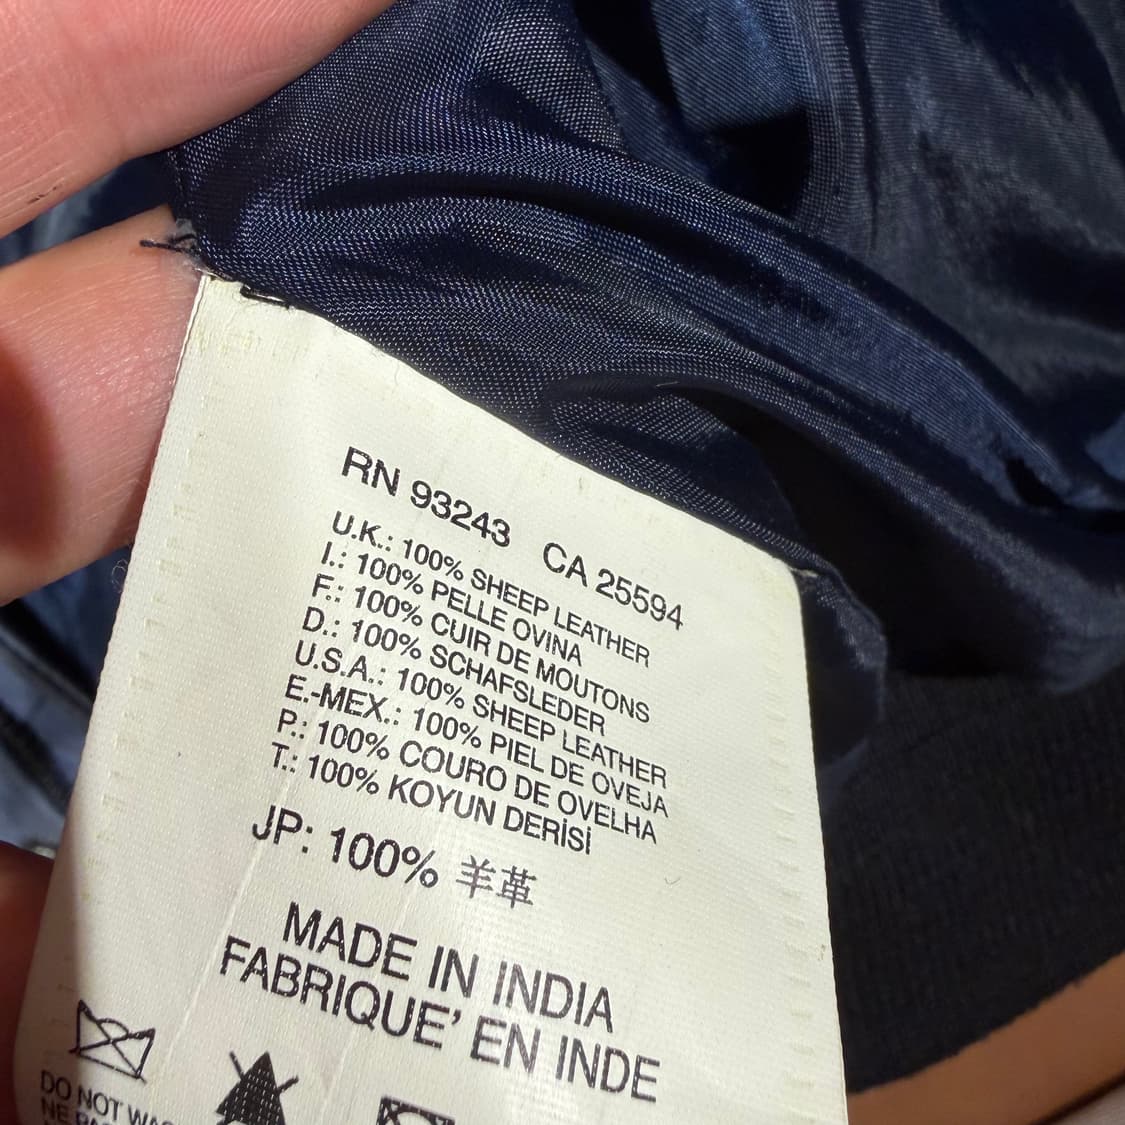 RN 93243 CA 25594
U.K.: 100% SHEEP LEATHER
I.: 100% PELLE OVINA
F.: 100% CUIR DE MOUTONS
D.: 100% SCHAFSLEDER
U.S.A.: 100% SHEEP LEATHER
E.-MEX.: 100% PIEL DE OVEJA
P.: 100% COURO DE OVELHA
T.: 100% KOYUN DERİSİ
JP: 100% 羊革
MADE IN INDIA
FABRIQUE' EN INDE
DO NOT
NE